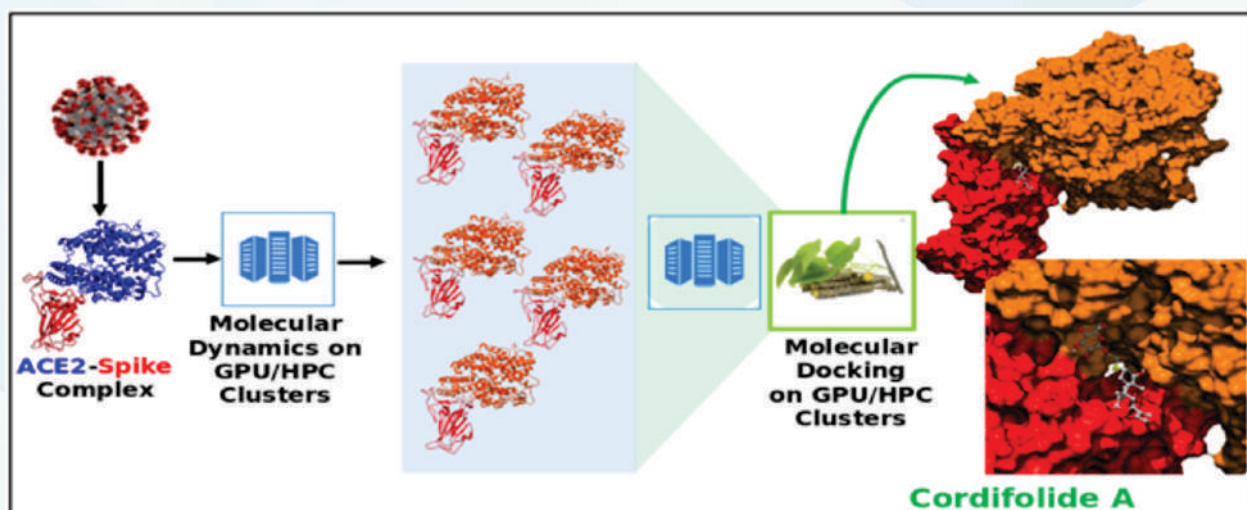 ACE2-Spike
Complex
Molecular
Dynamics on
GPU/HPC
Clusters
Molecular
Docking
on GPU/HPC
Clusters
Cordifolide A